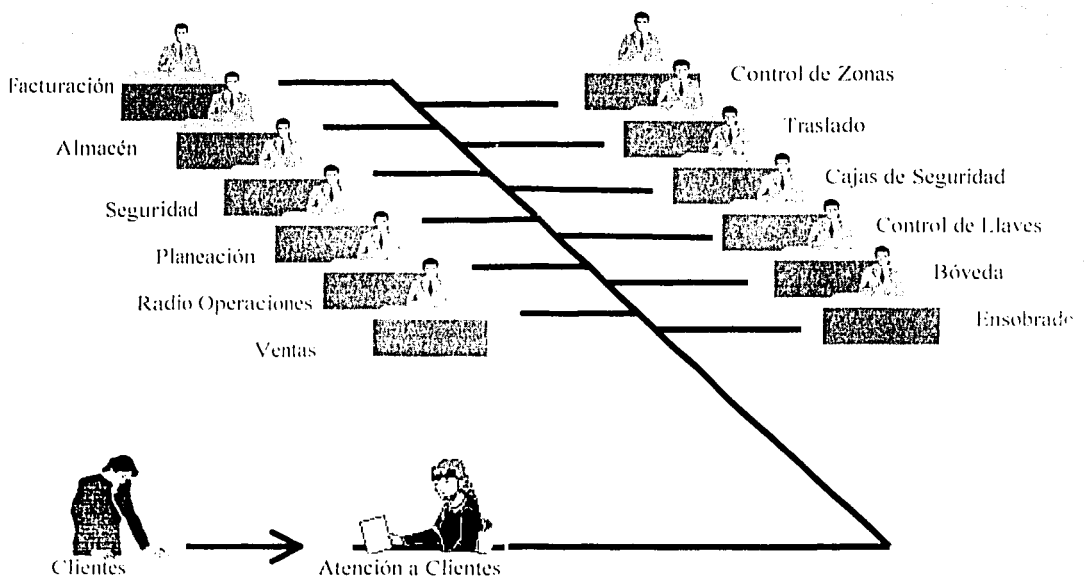 Facturación
Almacén
Seguridad
Planeación
Radio Operaciones
Ventas
Control de Zonas
Traslado
Cajas de Seguridad
Control de Llaves
Bóveda
Ensobrado
Clientes
Atención a Clientes